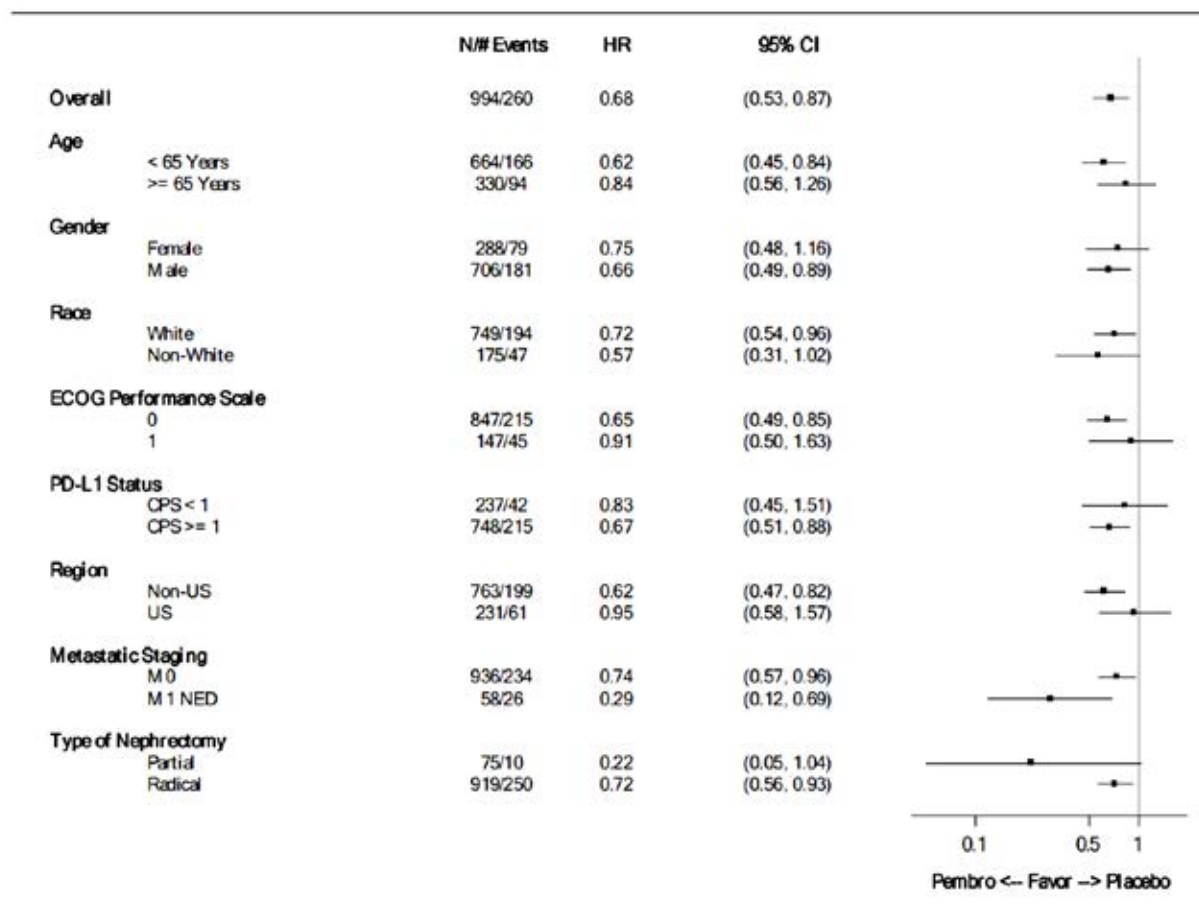 N/# Events HR 95% CI
Overall 994/260 0.68 (0.53, 0.87)
Age
< 65 Years 664/166 0.62 (0.45, 0.84)
>= 65 Years 330/94 0.84 (0.56, 1.26)
Gender
Female 288/79 0.75 (0.48, 1.16)
Male 706/181 0.66 (0.49, 0.89)
Race
White 749/194 0.72 (0.54, 0.96)
Non-White 175/47 0.57 (0.31, 1.02)
ECOG Performance Scale
0 847/215 0.65 (0.49, 0.85)
1 147/45 0.91 (0.50, 1.63)
PD-L1 Status
CPS < 1 237/42 0.83 (0.45, 1.51)
CPS >= 1 748/215 0.67 (0.51, 0.88)
Region
Non-US 763/199 0.62 (0.47, 0.82)
US 231/61 0.95 (0.58, 1.57)
Metastatic Staging
M0 936/234 0.74 (0.57, 0.96)
M1 NED 58/26 0.29 (0.12, 0.69)
Type of Nephrectomy
Partial 75/10 0.22 (0.05, 1.04)
Radical 919/250 0.72 (0.56, 0.93)
0.1 0.5 1
Pembro <-- Favor --> Placebo